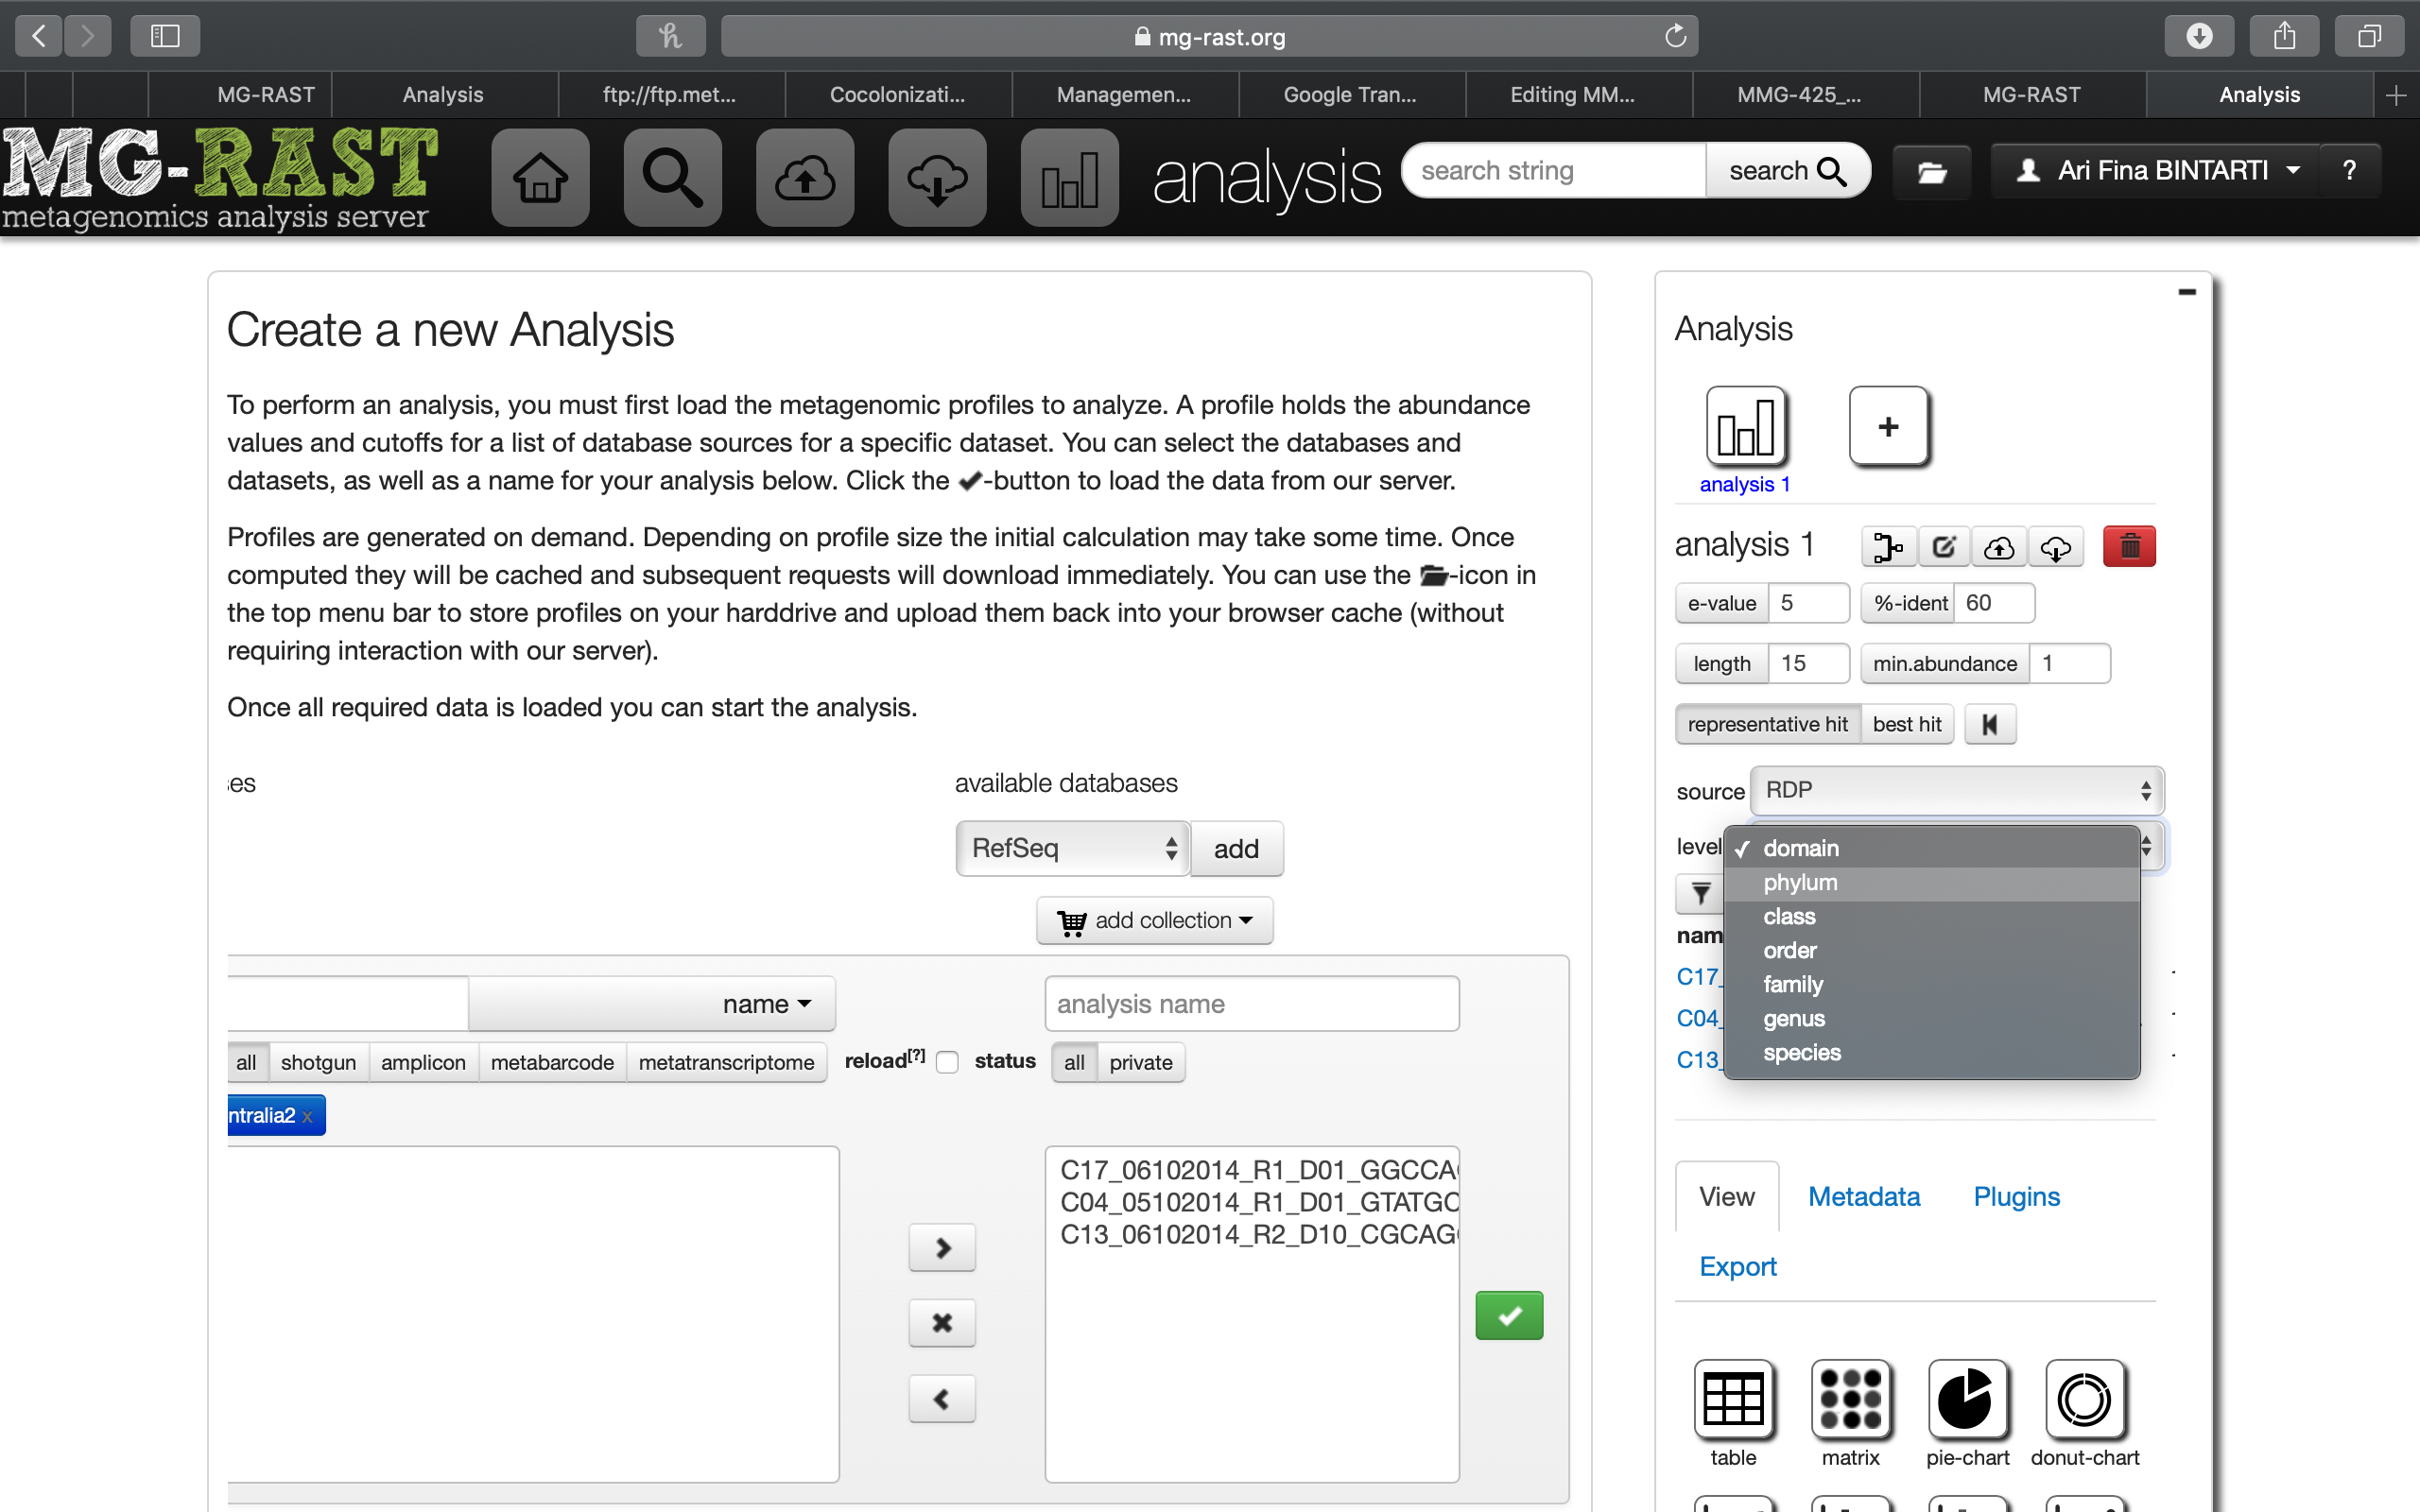 mg-rast.org
MG-RAST
Analysis
ftp://ftp.met...
Cocolonizati...
Managemen...
Google Tran...
Editing MM...
MMG-425_...
MG-RAST
Analysis
MG-RAST
metagenomics analysis server
analysis
search string
search
Ari Fina BINTARTI
?
Create a new Analysis
To perform an analysis, you must first load the metagenomic profiles to analyze. A profile holds the abundance
values and cutoffs for a list of database sources for a specific dataset. You can select the databases and
datasets, as well as a name for your analysis below. Click the ✔-button to load the data from our server.
Profiles are generated on demand. Depending on profile size the initial calculation may take some time. Once
computed they will be cached and subsequent requests will download immediately. You can use the -icon in
the top menu bar to store profiles on your harddrive and upload them back into your browser cache (without
requiring interaction with our server).
Once all required data is loaded you can start the analysis.
es
available databases
RefSeq
add
add collection
name
analysis name
all
shotgun
amplicon
metabarcode
metatranscriptome
reload[?]
status
all
private
ntralia2 x
C17_06102014_R1_D01_GGCCA
C04_05102014_R1_D01_GTATGC
C13_06102014_R2_D10_CGCAG
Analysis
+
analysis 1
analysis 1
e-value 5
%-ident 60
length 15
min.abundance 1
representative hit
best hit
source RDP
level
✓ domain
phylum
class
order
family
genus
species
nam
C17_
C04_
C13_
View
Metadata
Plugins
Export
table
matrix
pie-chart
donut-chart